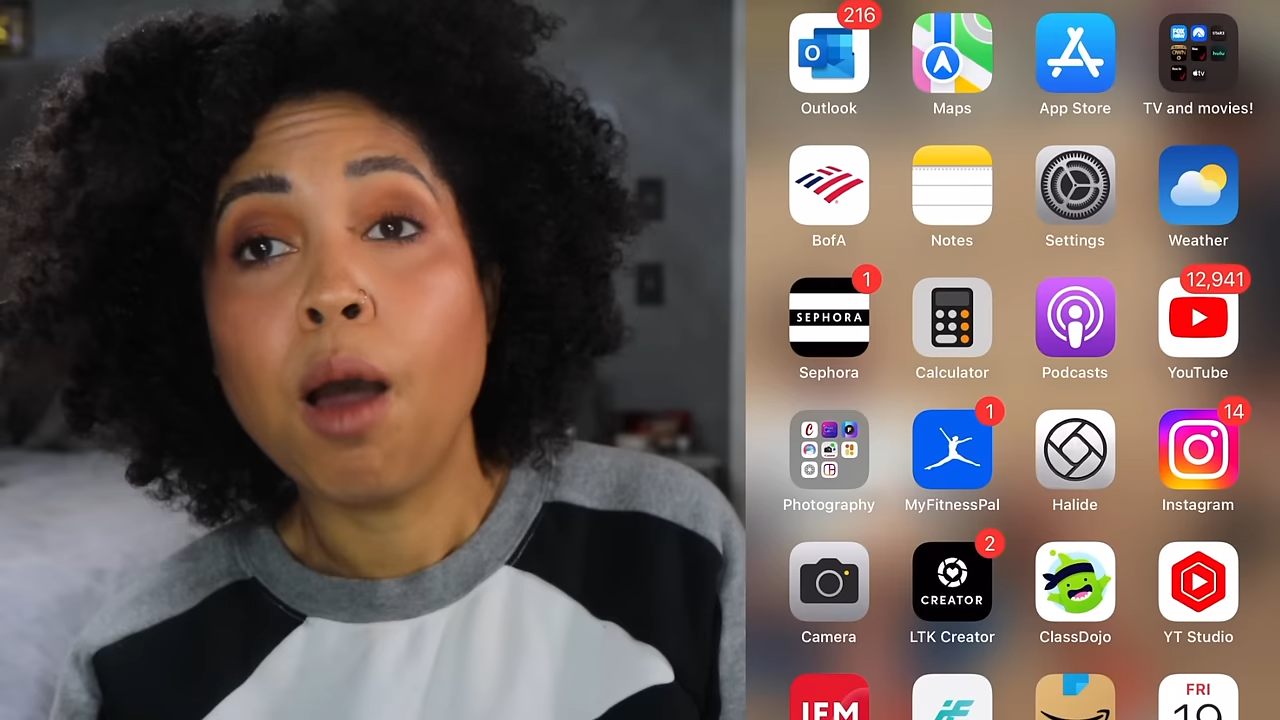 216
Outlook
Maps
App Store
TV and movies!
BofA
Notes
Settings
Weather
1
SEPHORA
Sephora
Calculator
Podcasts
12,941
YouTube
Photography
1
MyFitnessPal
Halide
14
Instagram
Camera
2
CREATOR
LTK Creator
ClassDojo
YT Studio
FRI
19